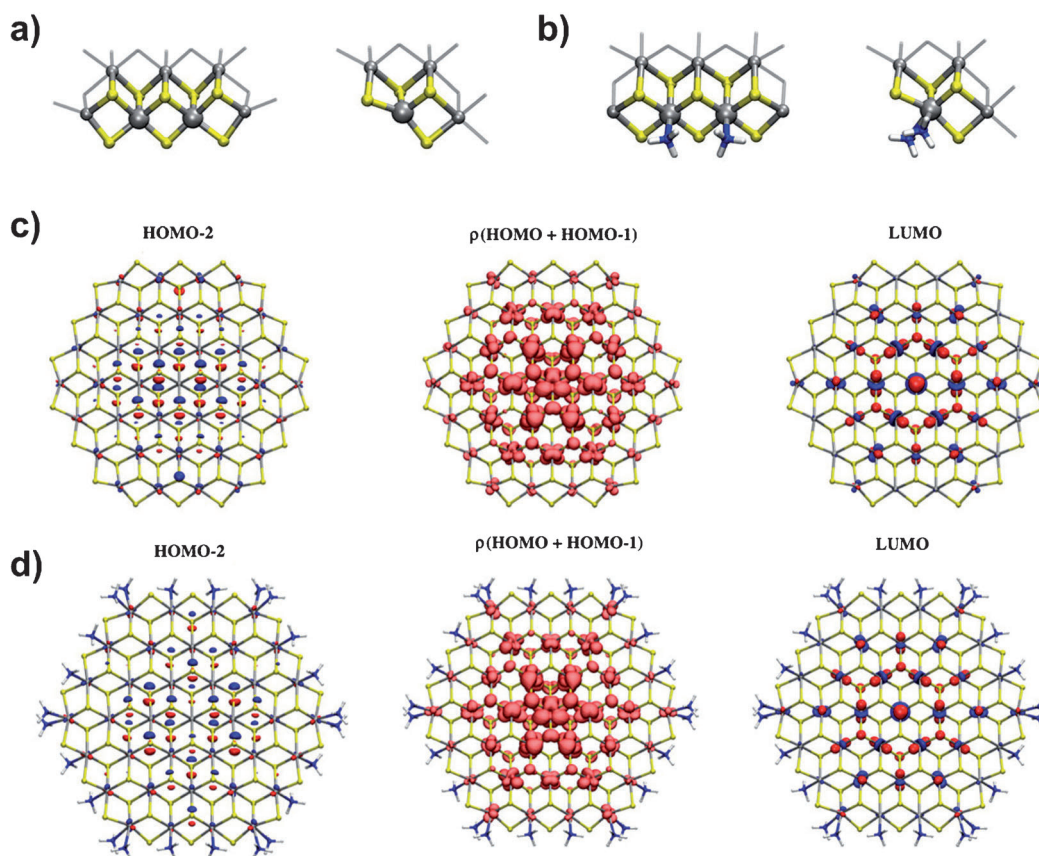 a)
b)
c)
HOMO-2
ρ(HOMO + HOMO-1)
LUMO
d)
HOMO-2
ρ(HOMO + HOMO-1)
LUMO